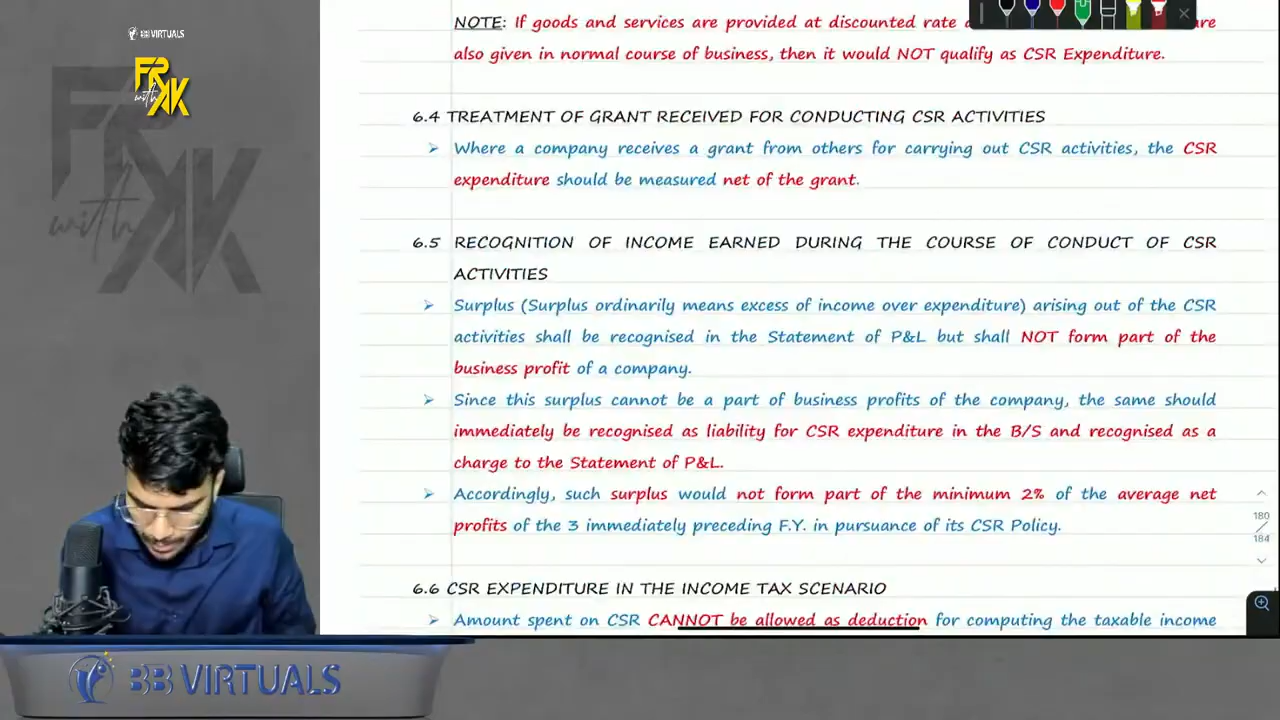 BB VIRTUALS
FR
with
AK
FR
with
AK
NOTE: If goods and services are provided at discounted rate are
also given in normal course of business, then it would NOT qualify as CSR Expenditure.
6.4 TREATMENT OF GRANT RECEIVED FOR CONDUCTING CSR ACTIVITIES
➤ Where a company receives a grant from others for carrying out CSR activities, the CSR
expenditure should be measured net of the grant.
6.5 RECOGNITION OF INCOME EARNED DURING THE COURSE OF CONDUCT OF CSR
ACTIVITIES
➤ Surplus (Surplus ordinarily means excess of income over expenditure) arising out of the CSR
activities shall be recognised in the Statement of P&L but shall NOT form part of the
business profit of a company.
➤ Since this surplus cannot be a part of business profits of the company, the same should
immediately be recognised as liability for CSR expenditure in the B/S and recognised as a
charge to the Statement of P&L.
➤ Accordingly, such surplus would not form part of the minimum 2% of the average net
profits of the 3 immediately preceding F.Y. in pursuance of its CSR Policy.
180
184
6.6 CSR EXPENDITURE IN THE INCOME TAX SCENARIO
➤ Amount spent on CSR CANNOT be allowed as deduction for computing the taxable income
BB VIRTUALS